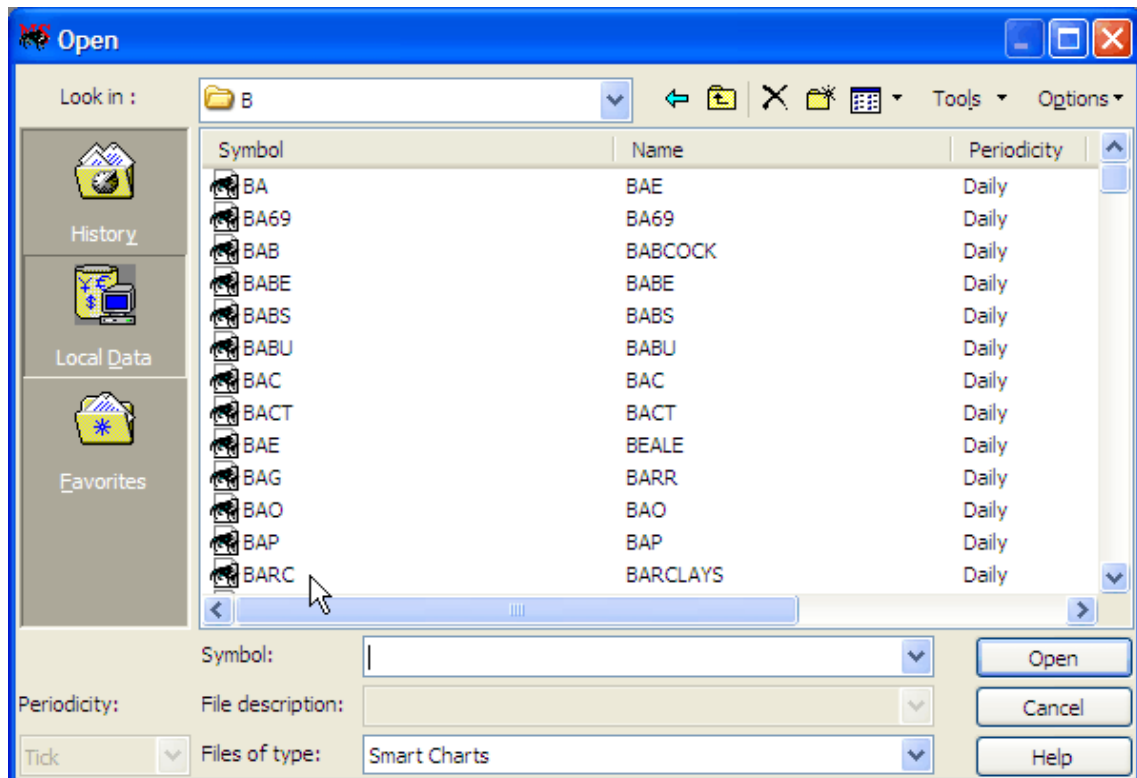 Open
Look in :
B
Tools
Options
History
Local Data
Favorites
Symbol Name Periodicity
BA BAE Daily
BA69 BA69 Daily
BAB BABCOCK Daily
BABE BABE Daily
BABS BABS Daily
BABU BABU Daily
BAC BAC Daily
BACT BACT Daily
BAE BEALE Daily
BAG BARR Daily
BAO BAO Daily
BAP BAP Daily
BARC BARCLAYS Daily
Symbol:
Open
Periodicity:
File description:
Cancel
Tick
Files of type: Smart Charts
Help